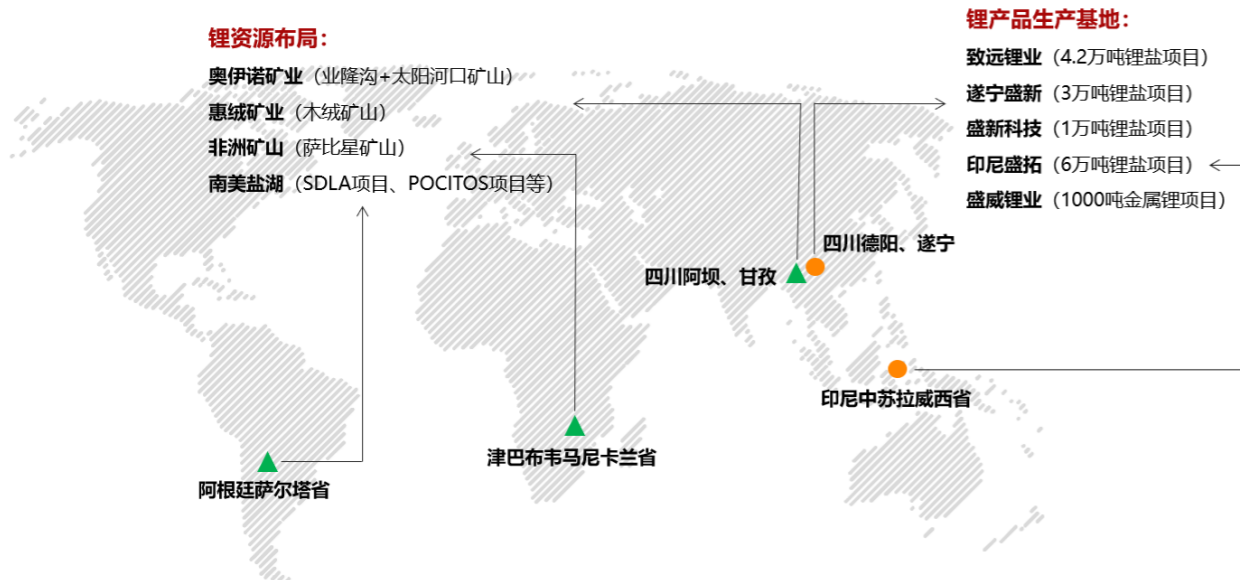 锂资源布局：
奥伊诺矿业（业隆沟+太阳河口矿山）
惠绒矿业（木绒矿山）
非洲矿山（萨比星矿山）
南美盐湖（SDLA项目、POCITOS项目等）
锂产品生产基地：
致远锂业（4.2万吨锂盐项目）
遂宁盛新（3万吨锂盐项目）
盛新科技（1万吨锂盐项目）
印尼盛拓（6万吨锂盐项目）
盛威锂业（1000吨金属锂项目）
四川德阳、遂宁
四川阿坝、甘孜
印尼中苏拉威西省
津巴布韦马尼卡兰省
阿根廷萨尔塔省